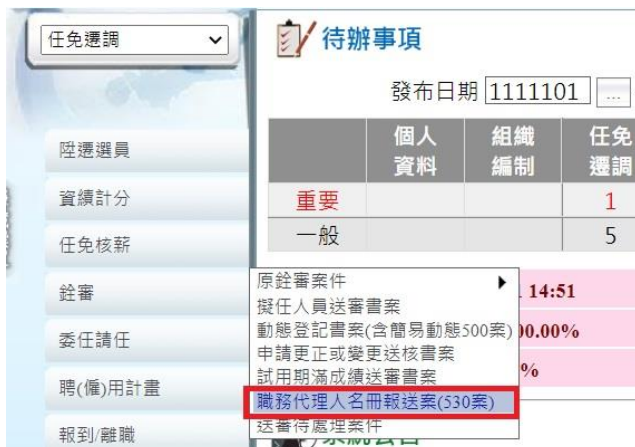 任免遷調
待辦事項
發布日期 1111101 ...
個人資料 組織編制 任免遷調
重要 1
一般 5
陞遷選員
資績計分
任免核薪
銓審
委任請任
聘(僱)用計畫
報到/離職
原銓審案件
擬任人員送審書案
動態登記書案(含簡易動態500案)
申請更正或變更送核書案
試用期滿成績送審書案
職務代理人名冊報送案(530案)
送審待處理案件
14:51
00.00%
%